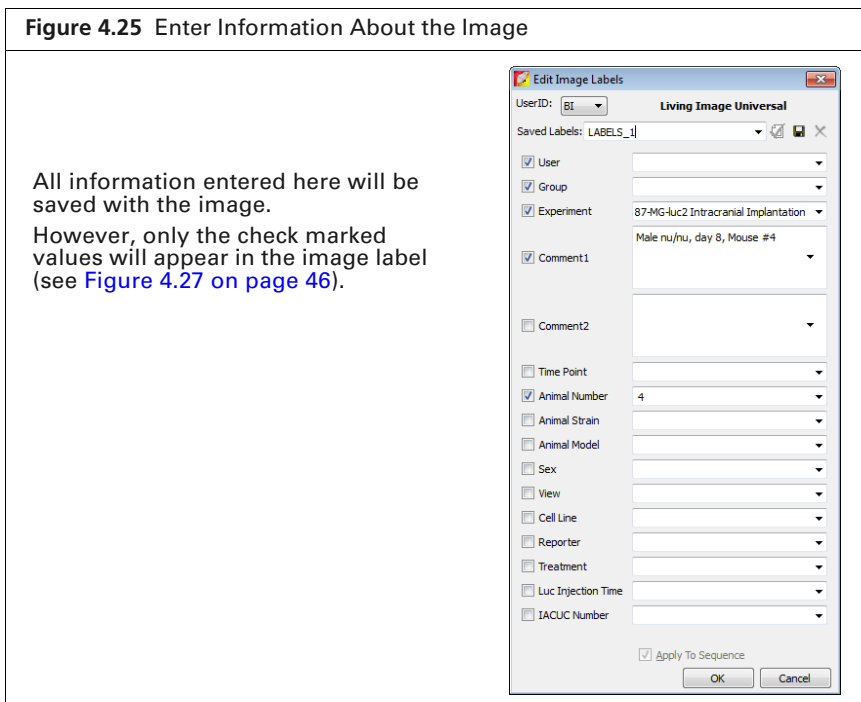 Figure 4.25 Enter Information About the Image
All information entered here will be
saved with the image.
However, only the check marked
values will appear in the image label
(see Figure 4.27 on page 46).
Edit Image Labels
UserID: BI Living Image Universal
Saved Labels: LABELS_1
User
Group
Experiment 87-MG-luc2 Intracranial Implantation
Comment1 Male nu/nu, day 8, Mouse #4
Comment2
Time Point
Animal Number 4
Animal Strain
Animal Model
Sex
View
Cell Line
Reporter
Treatment
Luc Injection Time
IACUC Number
Apply To Sequence
OK Cancel